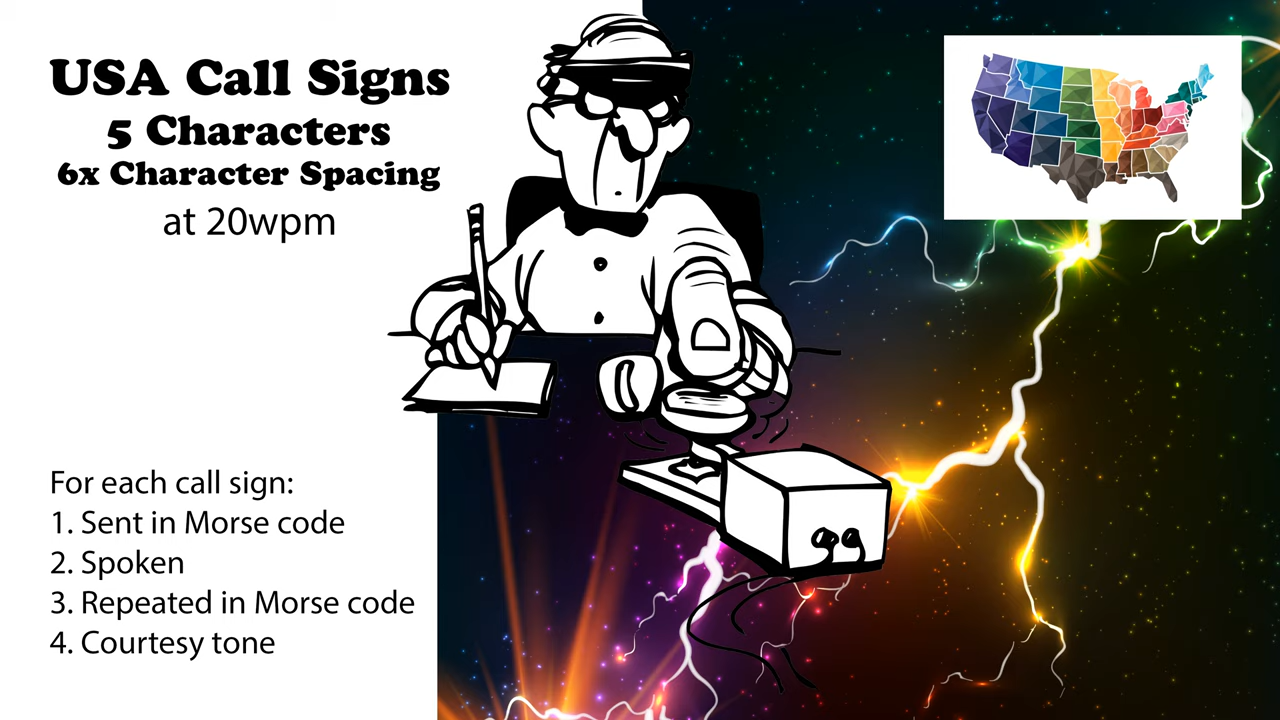 USA Call Signs
5 Characters
6x Character Spacing
at 20wpm
For each call sign:
1. Sent in Morse code
2. Spoken
3. Repeated in Morse code
4. Courtesy tone